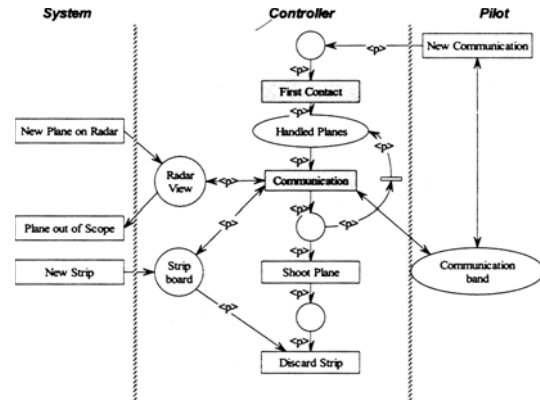 System
Controller
Pilot
<p>
New Communication
<p>
First Contact
<p>
Handled Planes
New Plane on Radar
<p>
<p>
Radar
View
<p>
Communication
Plane out of Scope
<p>
<p>
<p>
New Strip
Strip
board
<p>
Shoot Plane
Communication
band
<p>
<p>
Discard Strip